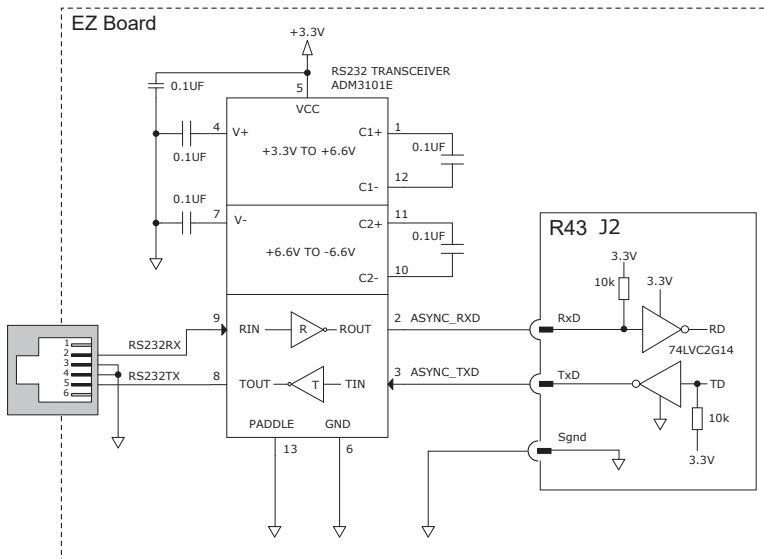 EZ Board
+3.3V
RS232 TRANSCEIVER
ADM3101E
0.1UF
5
VCC
4
V+
C1+
1
0.1UF
+3.3V TO +6.6V
0.1UF
C1-
12
0.1UF
7
V-
C2+
11
+6.6V TO -6.6V
0.1UF
C2-
10
R43 J2
3.3V
10k
3.3V
9
RIN
R
ROUT
2
ASYNC_RXD
RxD
RD
74LVC2G14
1
2
3
4
5
6
RS232RX
RS232TX
8
TOUT
T
TIN
3
ASYNC_TXD
TxD
TD
10k
3.3V
PADDLE
GND
13
6
Sgnd